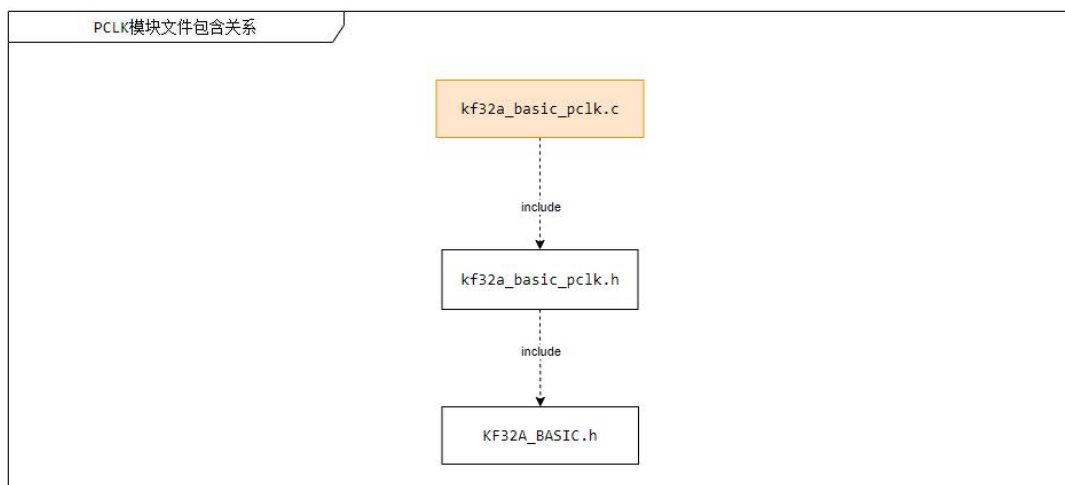 PCLK模块文件包含关系
kf32a_basic_pclk.c
include
kf32a_basic_pclk.h
include
KF32A_BASIC.h